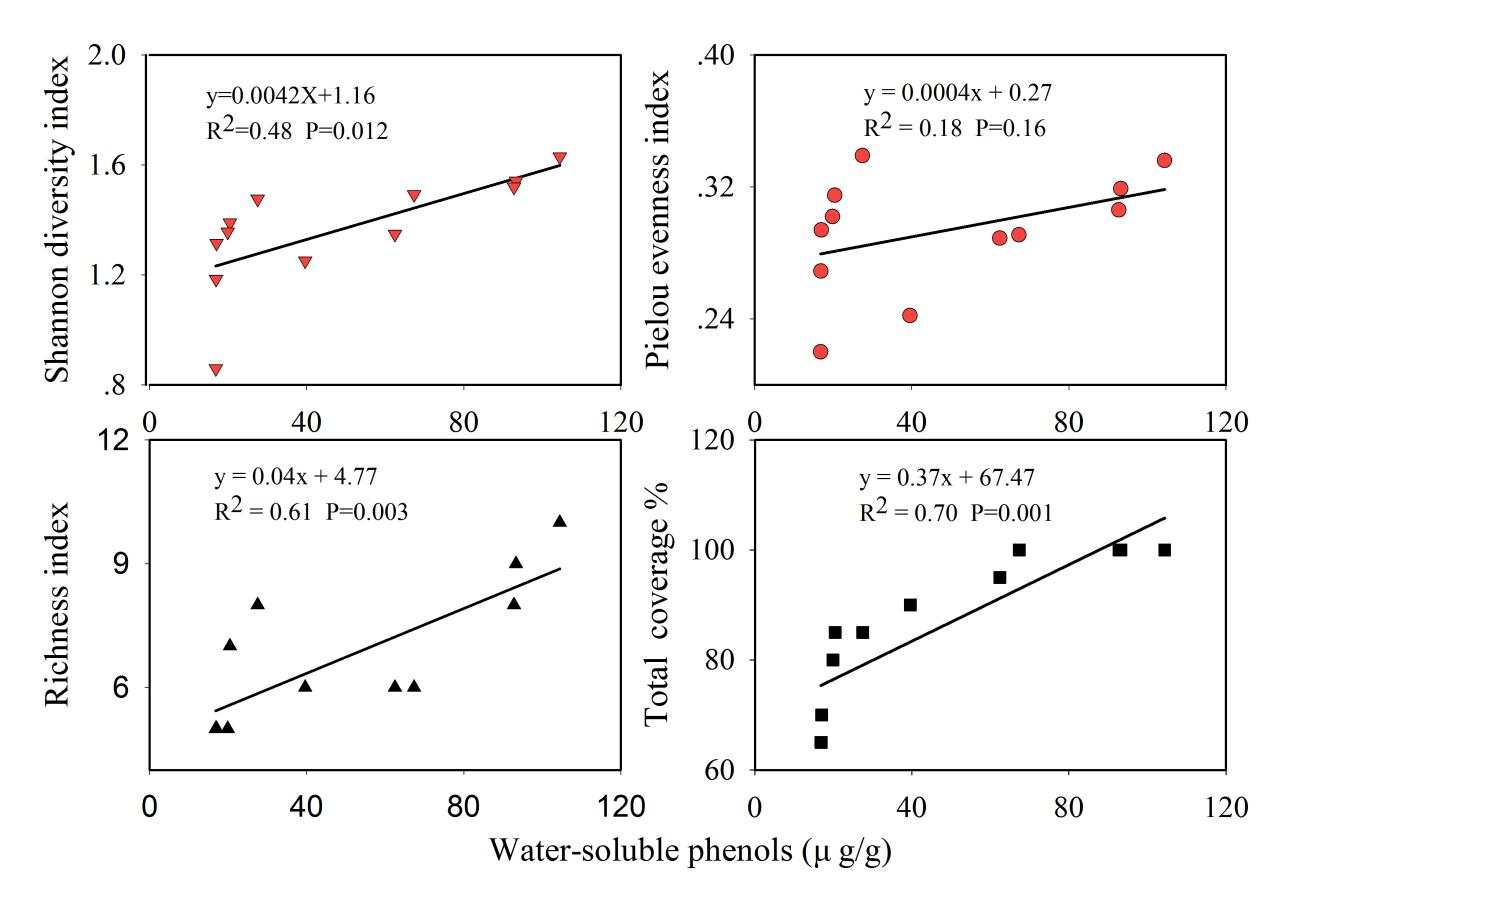 Shannon diversity index
2.0
1.6
1.2
.8
y=0.0042X+1.16
R2=0.48 P=0.012
0 40 80 120
Pielou evenness index
.40
.32
.24
y = 0.0004x + 0.27
R2 = 0.18 P=0.16
0 40 80 120
Richness index
12
9
6
y = 0.04x + 4.77
R2 = 0.61 P=0.003
0 40 80 120
Total coverage %
120
100
80
60
y = 0.37x + 67.47
R2 = 0.70 P=0.001
0 40 80 120
Water-soluble phenols (μ g/g)